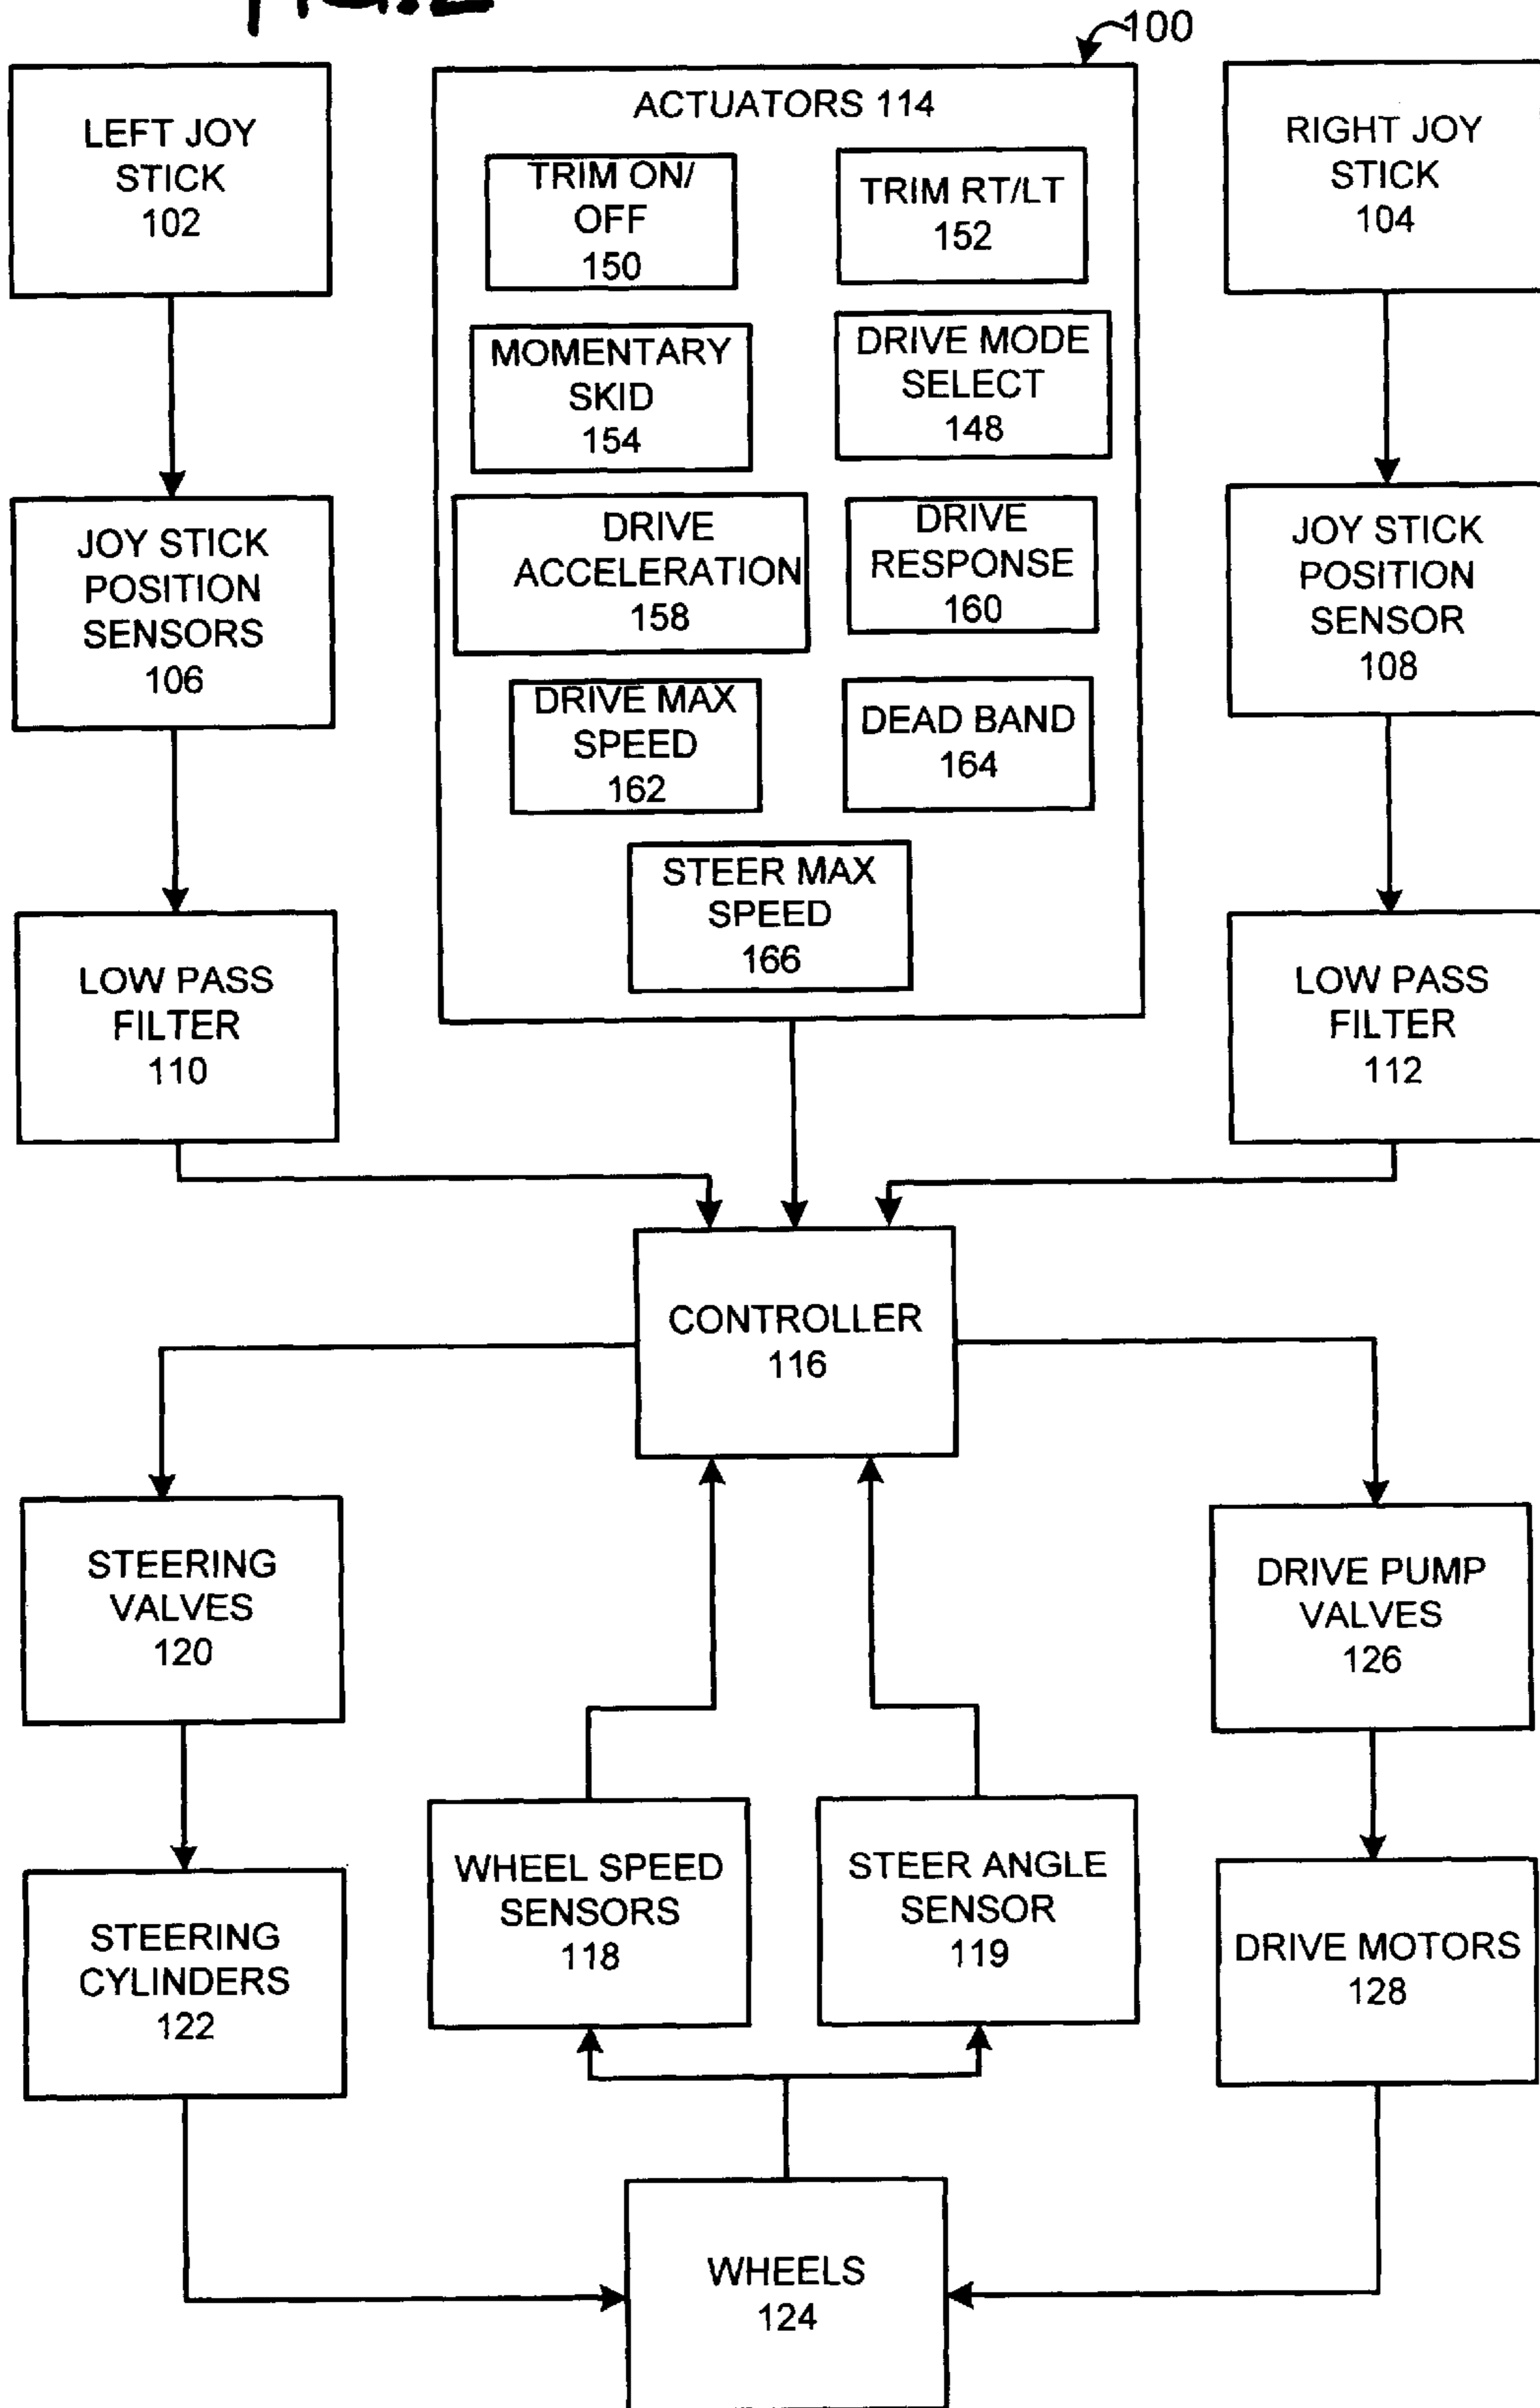 FIG.2
100
LEFT JOY
STICK
102
ACTUATORS 114
TRIM ON/
OFF
150
TRIM RT/LT
152
MOMENTARY
SKID
154
DRIVE MODE
SELECT
148
DRIVE
ACCELERATION
158
DRIVE
RESPONSE
160
DRIVE MAX
SPEED
162
DEAD BAND
164
STEER MAX
SPEED
166
RIGHT JOY
STICK
104
JOY STICK
POSITION
SENSORS
106
JOY STICK
POSITION
SENSOR
108
LOW PASS
FILTER
110
LOW PASS
FILTER
112
CONTROLLER
116
STEERING
VALVES
120
DRIVE PUMP
VALVES
126
WHEEL SPEED
SENSORS
118
STEER ANGLE
SENSOR
119
STEERING
CYLINDERS
122
DRIVE MOTORS
128
WHEELS
124